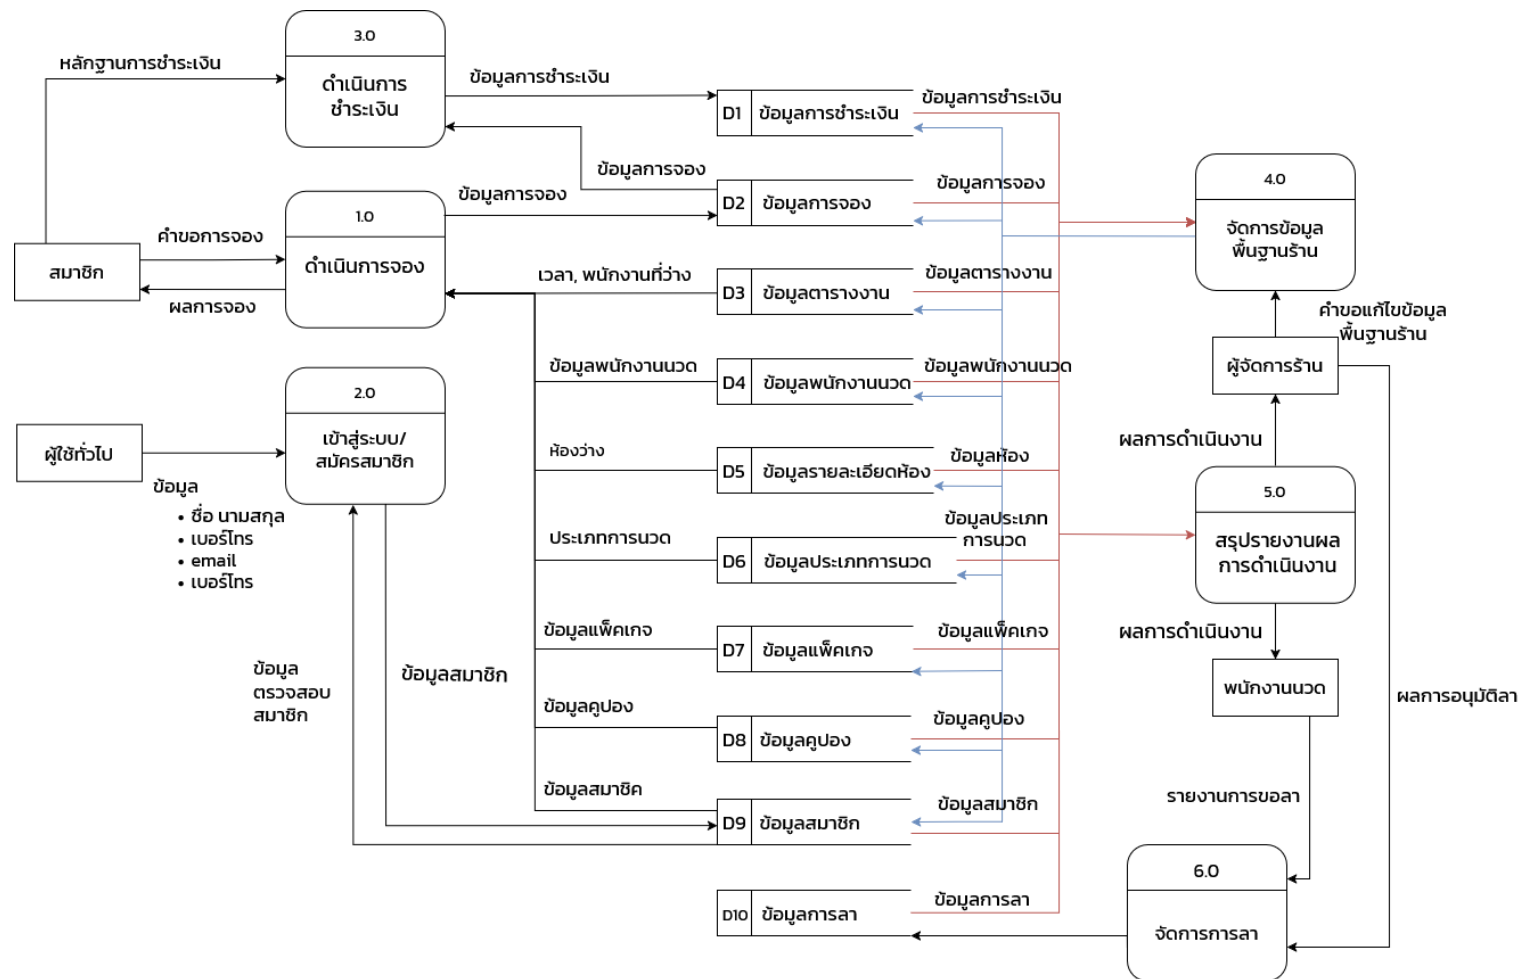 3.0
หลักฐานการชำระเงิน
ดำเนินการ
ชำระเงิน
ข้อมูลการชำระเงิน
D1 ข้อมูลการชำระเงิน
ข้อมูลการชำระเงิน
ข้อมูลการจอง
D2 ข้อมูลการจอง
ข้อมูลการจอง
4.0
จัดการข้อมูล
พื้นฐานร้าน
1.0
ดำเนินการจอง
ข้อมูลการจอง
คำขอการจอง
สมาชิก
ผลการจอง
เวลา, พนักงานที่ว่าง
D3 ข้อมูลตารางงาน
ข้อมูลตารางงาน
คำขอแก้ไขข้อมูล
พื้นฐานร้าน
ผู้จัดการร้าน
ข้อมูลพนักงานนวด
D4 ข้อมูลพนักงานนวด
ข้อมูลพนักงานนวด
2.0
เข้าสู่ระบบ/
สมัครสมาชิก
ผู้ใช้ทั่วไป
ข้อมูล
• ชื่อ นามสกุล
• เบอร์โทร
• email
• เบอร์โทร
ห้องว่าง
D5 ข้อมูลรายละเอียดห้อง
ข้อมูลห้อง
ผลการดำเนินงาน
5.0
สรุปรายงานผล
การดำเนินงาน
ประเภทการนวด
D6 ข้อมูลประเภทการนวด
ข้อมูลประเภท
การนวด
ผลการดำเนินงาน
พนักงานนวด
ข้อมูลแพ็คเกจ
D7 ข้อมูลแพ็คเกจ
ข้อมูลแพ็คเกจ
ข้อมูล
ตรวจสอบ
สมาชิก
ข้อมูลสมาชิก
ผลการอนุมัติลา
ข้อมูลคูปอง
D8 ข้อมูลคูปอง
ข้อมูลคูปอง
ข้อมูลสมาชิค
D9 ข้อมูลสมาชิก
ข้อมูลสมาชิก
รายงานการขอลา
6.0
จัดการการลา
D10 ข้อมูลการลา
ข้อมูลการลา